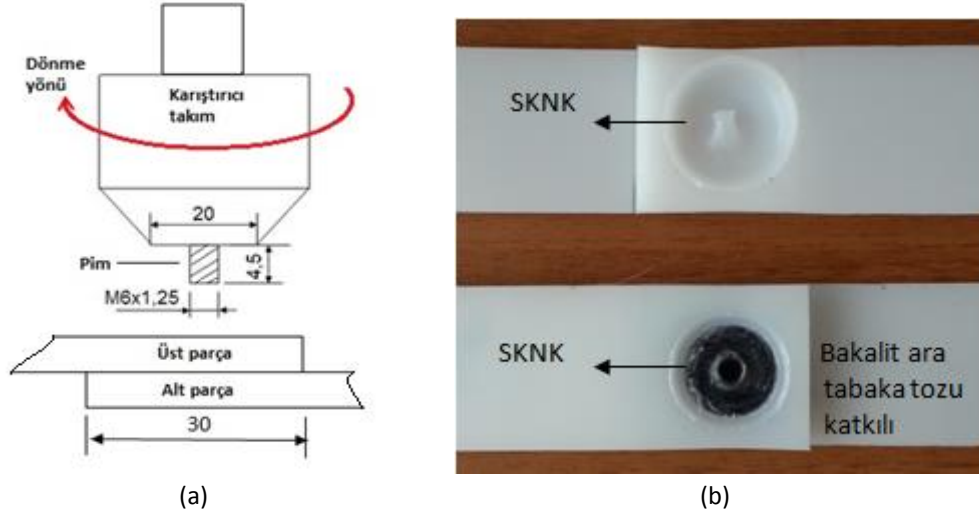 Dönme
yönü
Karıştırıcı
takım
20
Pim
4,5
M6x1,25
Üst parça
Alt parça
30
(a)
SKNK
SKNK
Bakalit ara
tabaka tozu
katkılı
(b)